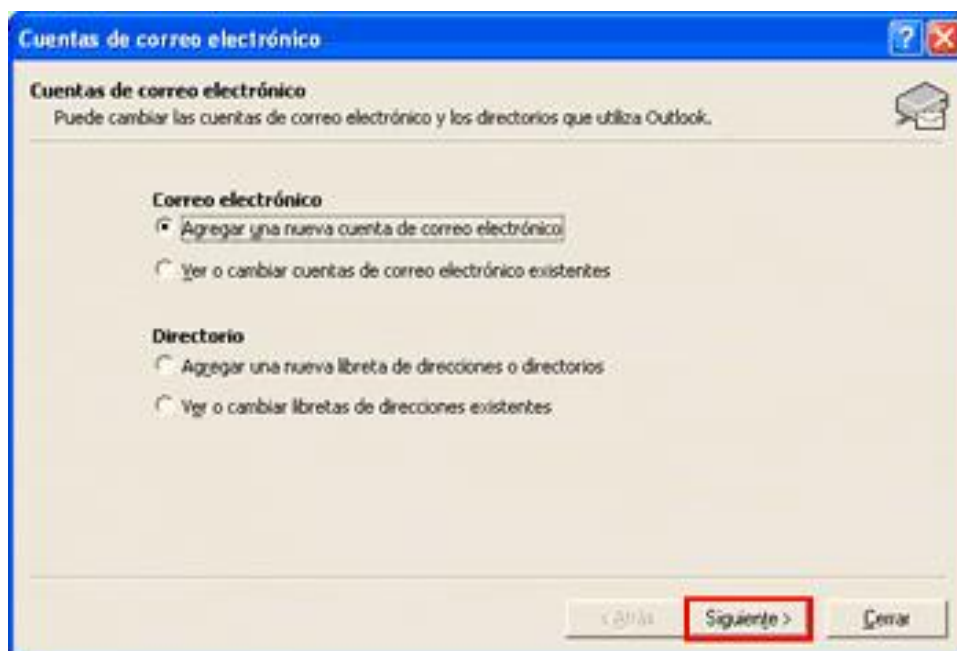 Cuentas de correo electrónico
Cuentas de correo electrónico
Puede cambiar las cuentas de correo electrónico y los directorios que utiliza Outlook.
Correo electrónico
Agregar una nueva cuenta de correo electrónico
Ver o cambiar cuentas de correo electrónico existentes
Directorio
Agregar una nueva libreta de direcciones o directorios
Ver o cambiar libretas de direcciones existentes
< Atrás Siguiente > Cerrar